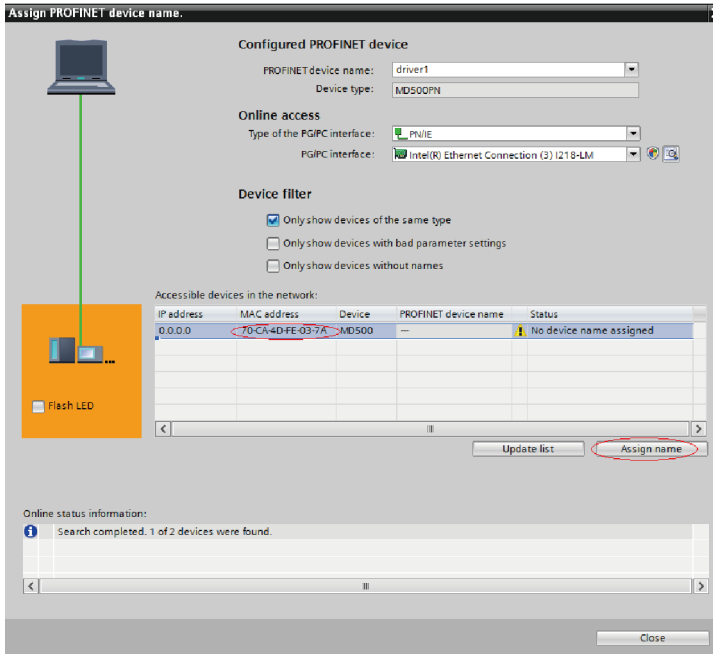 Assign PROFINET device name.
Configured PROFINET device
PROFINET device name: driver1
Device type: MD500PN
Online access
Type of the PG/PC interface: PN/IE
PG/PC interface: Intel(R) Ethernet Connection (3) I218-LM
Device filter
Only show devices of the same type
Only show devices with bad parameter settings
Only show devices without names
Accessible devices in the network:
IP address MAC address Device PROFINET device name Status
0.0.0.0 70-CA-4D-FE-03-7A MD500 — No device name assigned
Flash LED
Update list Assign name
Online status information:
Search completed. 1 of 2 devices were found.
Close